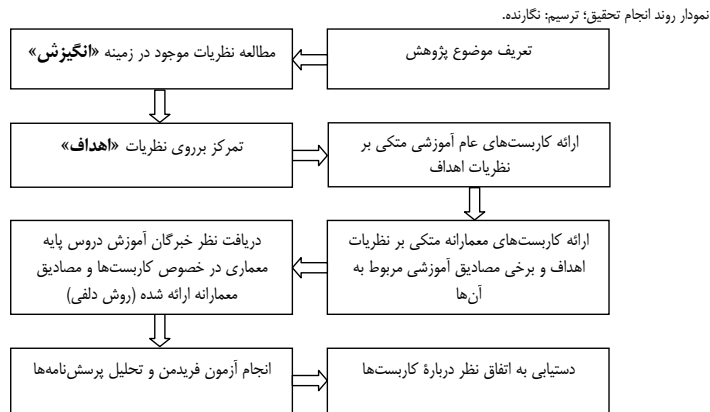 نمودار روند انجام تحقیق؛ ترسیم: نگارنده.
تعریف موضوع پژوهش
مطالعه نظریات موجود در زمینه «انگیزش»
تمرکز برروی نظریات «اهداف»
ارائه کاربست‌های عام آموزشی متکی بر
نظریات اهداف
ارائه کاربست‌های معمارانه متکی بر نظریات
اهداف و برخی مصادیق آموزشی مربوط به
آن‌ها
دریافت نظر خبرگان آموزش دروس پایه
معماری در خصوص کاربست‌ها و مصادیق
معمارانه ارائه شده (روش دلفی)
انجام آزمون فریدمن و تحلیل پرسش‌نامه‌ها
دستیابی به اتفاق نظر دربارهٔ کاربست‌ها